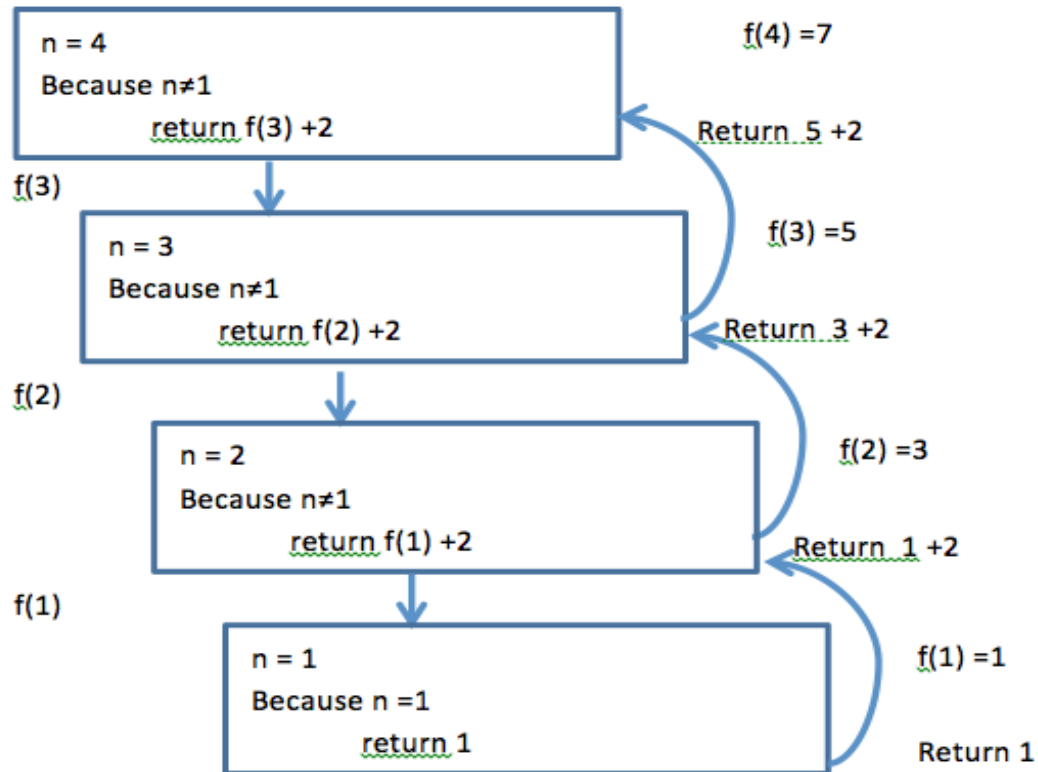 n = 4
Because n≠1
return f(3) +2
f(4) =7
Return 5 +2
f(3)
n = 3
Because n≠1
return f(2) +2
f(3) =5
Return 3 +2
f(2)
n = 2
Because n≠1
return f(1) +2
f(2) =3
Return 1 +2
f(1)
n = 1
Because n =1
return 1
f(1) =1
Return 1